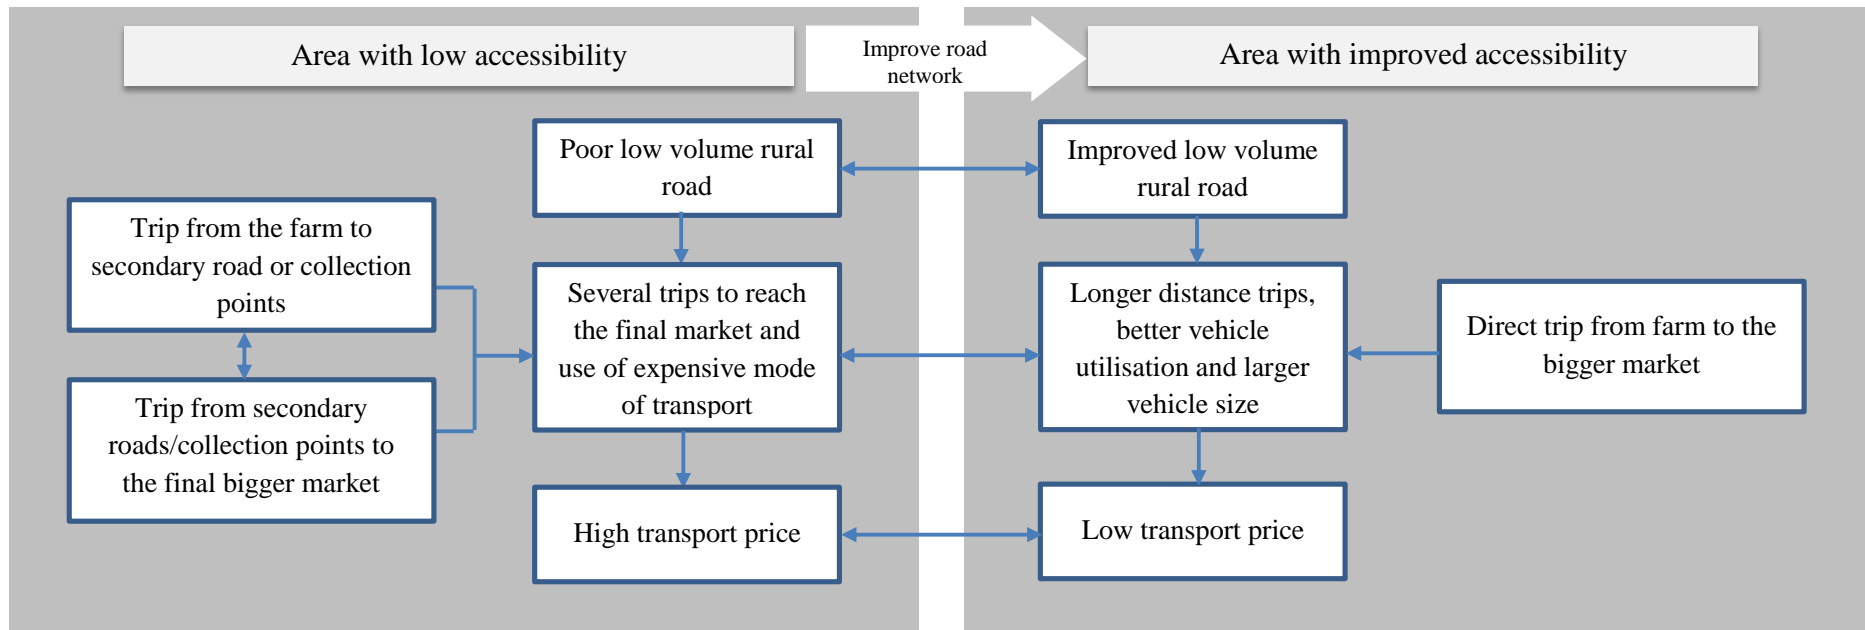 Area with low accessibility
Improve road
network
Area with improved accessibility
Poor low volume rural
road
Improved low volume
rural road
Trip from the farm to
secondary road or collection
points
Several trips to reach
the final market and
use of expensive mode
of transport
Longer distance trips,
better vehicle
utilisation and larger
vehicle size
Direct trip from farm to the
bigger market
Trip from secondary
roads/collection points to
the final bigger market
High transport price
Low transport price